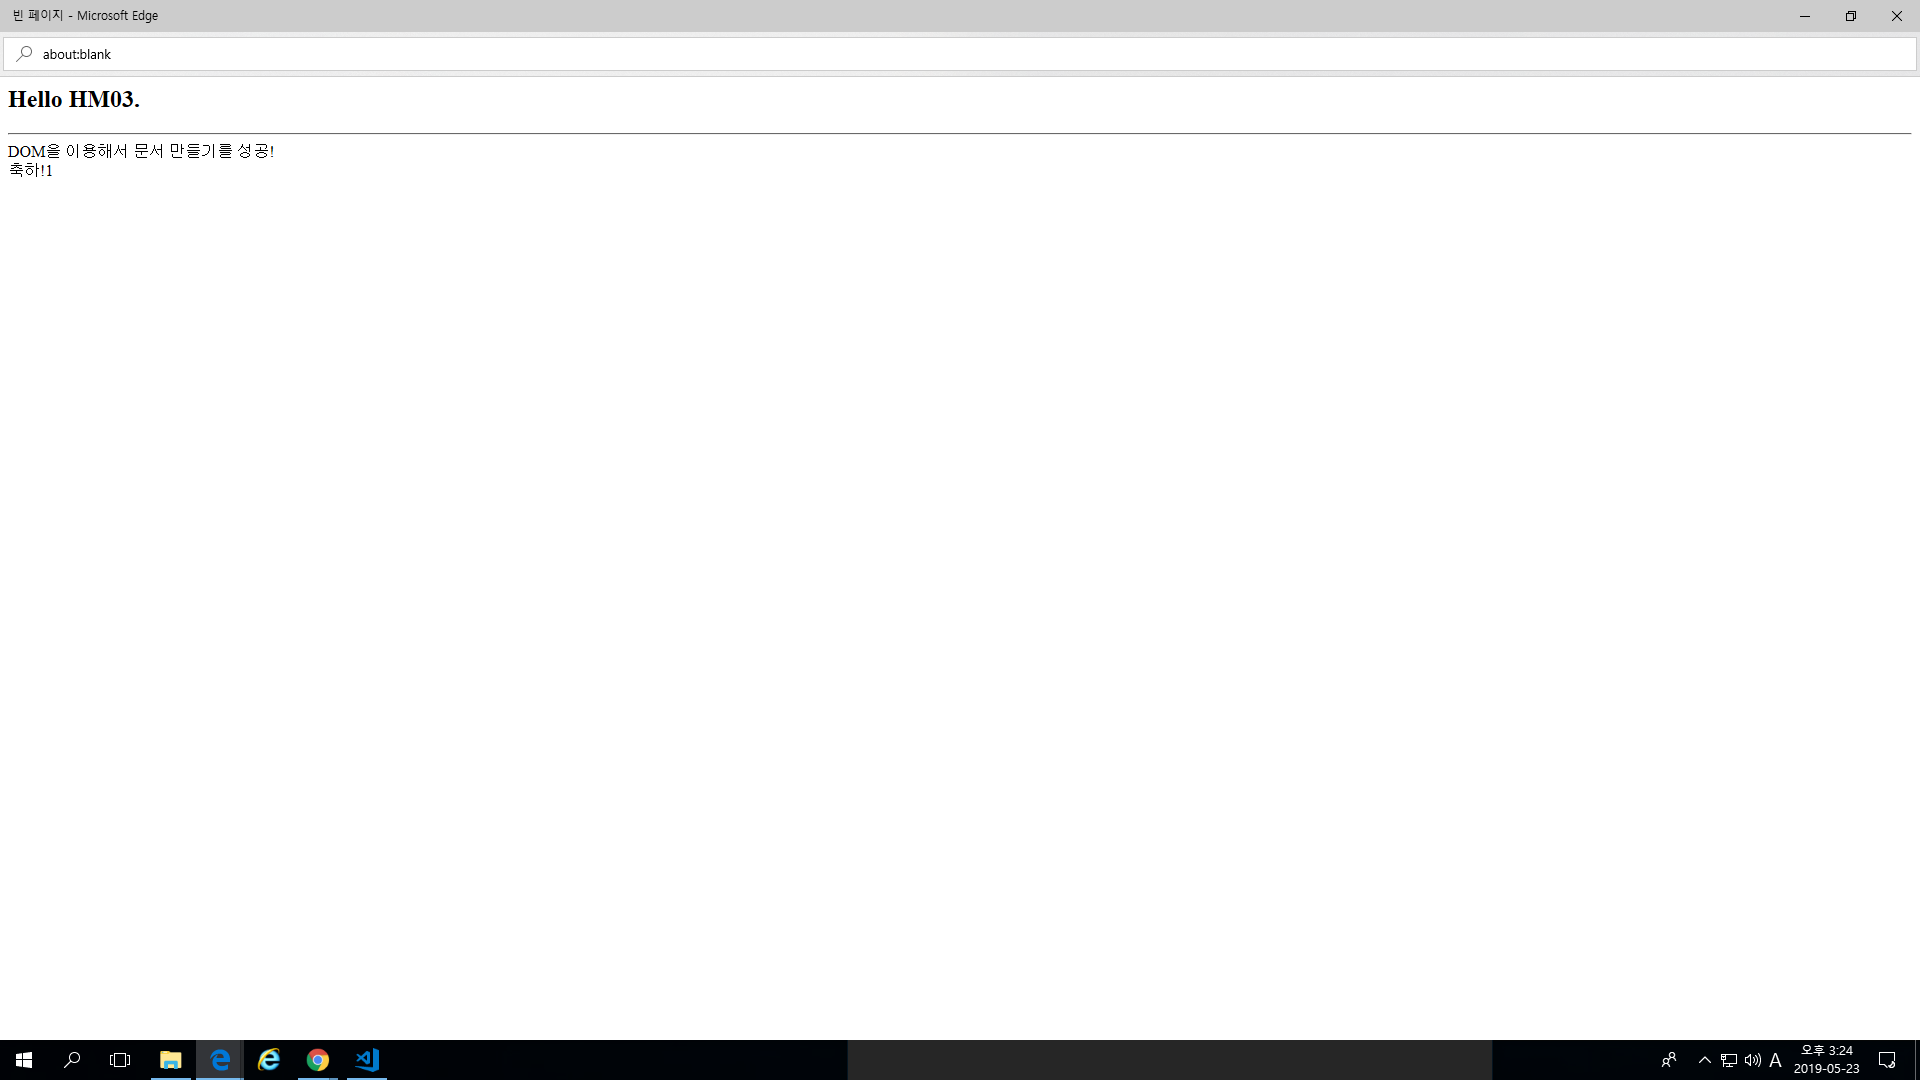 빈 페이지 - Microsoft Edge
about:blank
Hello HM03.
DOM을 이용해서 문서 만들기를 성공!
축하!1
A
오후 3:24
2019-05-23